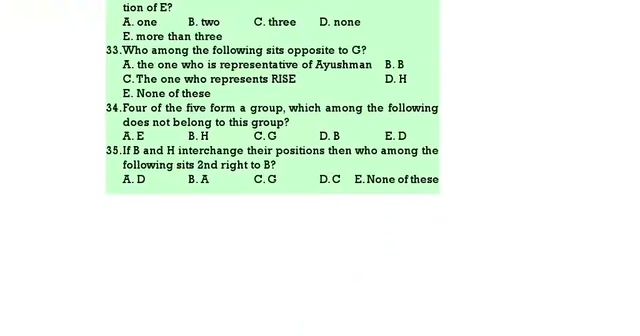 tion of E?
A. one B. two C. three D. none
E. more than three
33. Who among the following sits opposite to G?
A. the one who is representative of Ayushman B. B
C. The one who represents RISE D. H
E. None of these
34. Four of the five form a group, which among the following
does not belong to this group?
A. E B. H C. G D. B E. D
35. If B and H interchange their positions then who among the
following sits 2nd right to B?
A. D B. A C. G D. C E. None of these